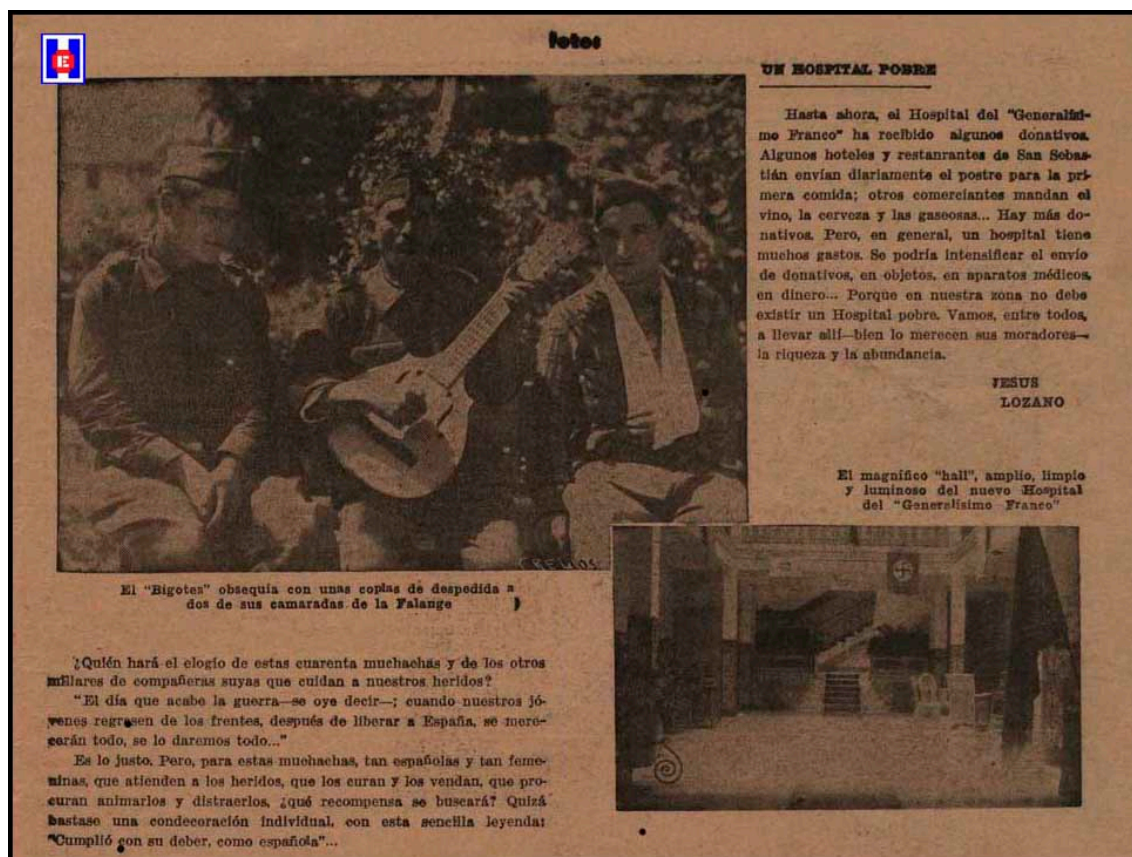 fotos
E
El "Bigotes" obsequia con unas coplas de despedida a
dos de sus camaradas de la Falange
¿Quién hará el elogio de estas cuarenta muchachas y de los otros
millares de compañeras suyas que cuidan a nuestros heridos?
"El día que acabe la guerra—se oye decir—; cuando nuestros jó-
venes regresen de los frentes, después de liberar a España, se mere-
cerán todo, se lo daremos todo..."
Es lo justo. Pero, para estas muchachas, tan españolas y tan feme-
ninas, que atienden a los heridos, que los curan y los vendan, que pro-
curan animarlos y distraerlos, ¿qué recompensa se buscará? Quizá
bastase una condecoración individual, con esta sencilla leyenda:
"Cumplió con su deber, como española"...
UN HOSPITAL POBRE
Hasta ahora, el Hospital del "Generalísi-
mo Franco" ha recibido algunos donativos.
Algunos hoteles y restanrantes de San Sebas-
tián envían diariamente el postre para la pri-
mera comida; otros comerciantes mandan el
vino, la cerveza y las gaseosas... Hay más do-
nativos. Pero, en general, un hospital tiene
muchos gastos. Se podría intensificar el envío
de donativos, en objetos, en aparatos médicos,
en dinero... Porque en nuestra zona no debe
existir un Hospital pobre. Vamos, entre todos,
a llevar allí—bien lo merecen sus moradores—
la riqueza y la abundancia.
JESUS
LOZANO
El magnífico "hall", amplio, limpio
y luminoso del nuevo Hospital
del "Generalísimo Franco"